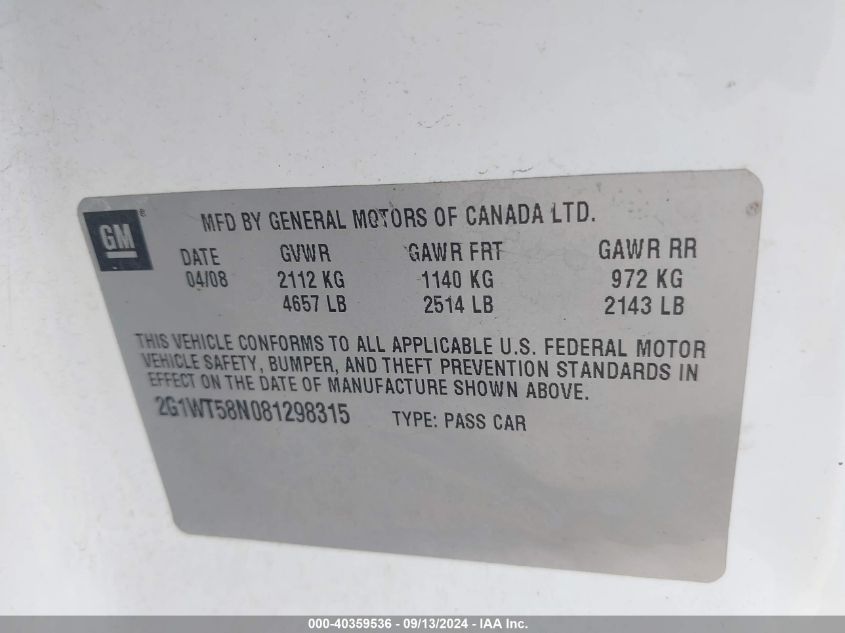 GM®
MFD BY GENERAL MOTORS OF CANADA LTD.
DATE GVWR GAWR FRT GAWR RR
04/08 2112 KG 1140 KG 972 KG
4657 LB 2514 LB 2143 LB
THIS VEHICLE CONFORMS TO ALL APPLICABLE U.S. FEDERAL MOTOR
VEHICLE SAFETY, BUMPER, AND THEFT PREVENTION STANDARDS IN
EFFECT ON THE DATE OF MANUFACTURE SHOWN ABOVE.
2G1WT58N081298315 TYPE: PASS CAR
000-40359536 - 09/13/2024 - IAA Inc.